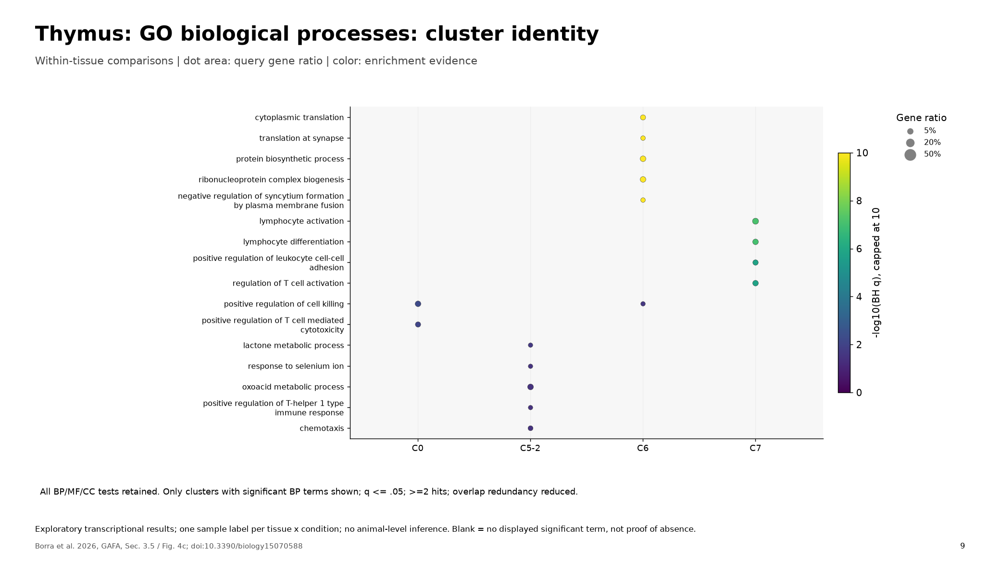 Thymus: GO biological processes: cluster identity
Within-tissue comparisons | dot area: query gene ratio | color: enrichment evidence
cytoplasmic translation
translation at synapse
protein biosynthetic process
ribonucleoprotein complex biogenesis
negative regulation of syncytium formation
by plasma membrane fusion
lymphocyte activation
lymphocyte differentiation
positive regulation of leukocyte cell-cell
adhesion
regulation of T cell activation
positive regulation of cell killing
positive regulation of T cell mediated
cytotoxicity
lactone metabolic process
response to selenium ion
oxoacid metabolic process
positive regulation of T-helper 1 type
immune response
chemotaxis
C0
C5-2
C6
C7
10
8
6
4
2
0
-log10(BH q), capped at 10
Gene ratio
5%
20%
50%
All BP/MF/CC tests retained. Only clusters with significant BP terms shown; q <= .05; >=2 hits; overlap redundancy reduced.
Exploratory transcriptional results; one sample label per tissue x condition; no animal-level inference. Blank = no displayed significant term, not proof of absence.
Borra et al. 2026, GAFA, Sec. 3.5 / Fig. 4c; doi:10.3390/biology15070588
9